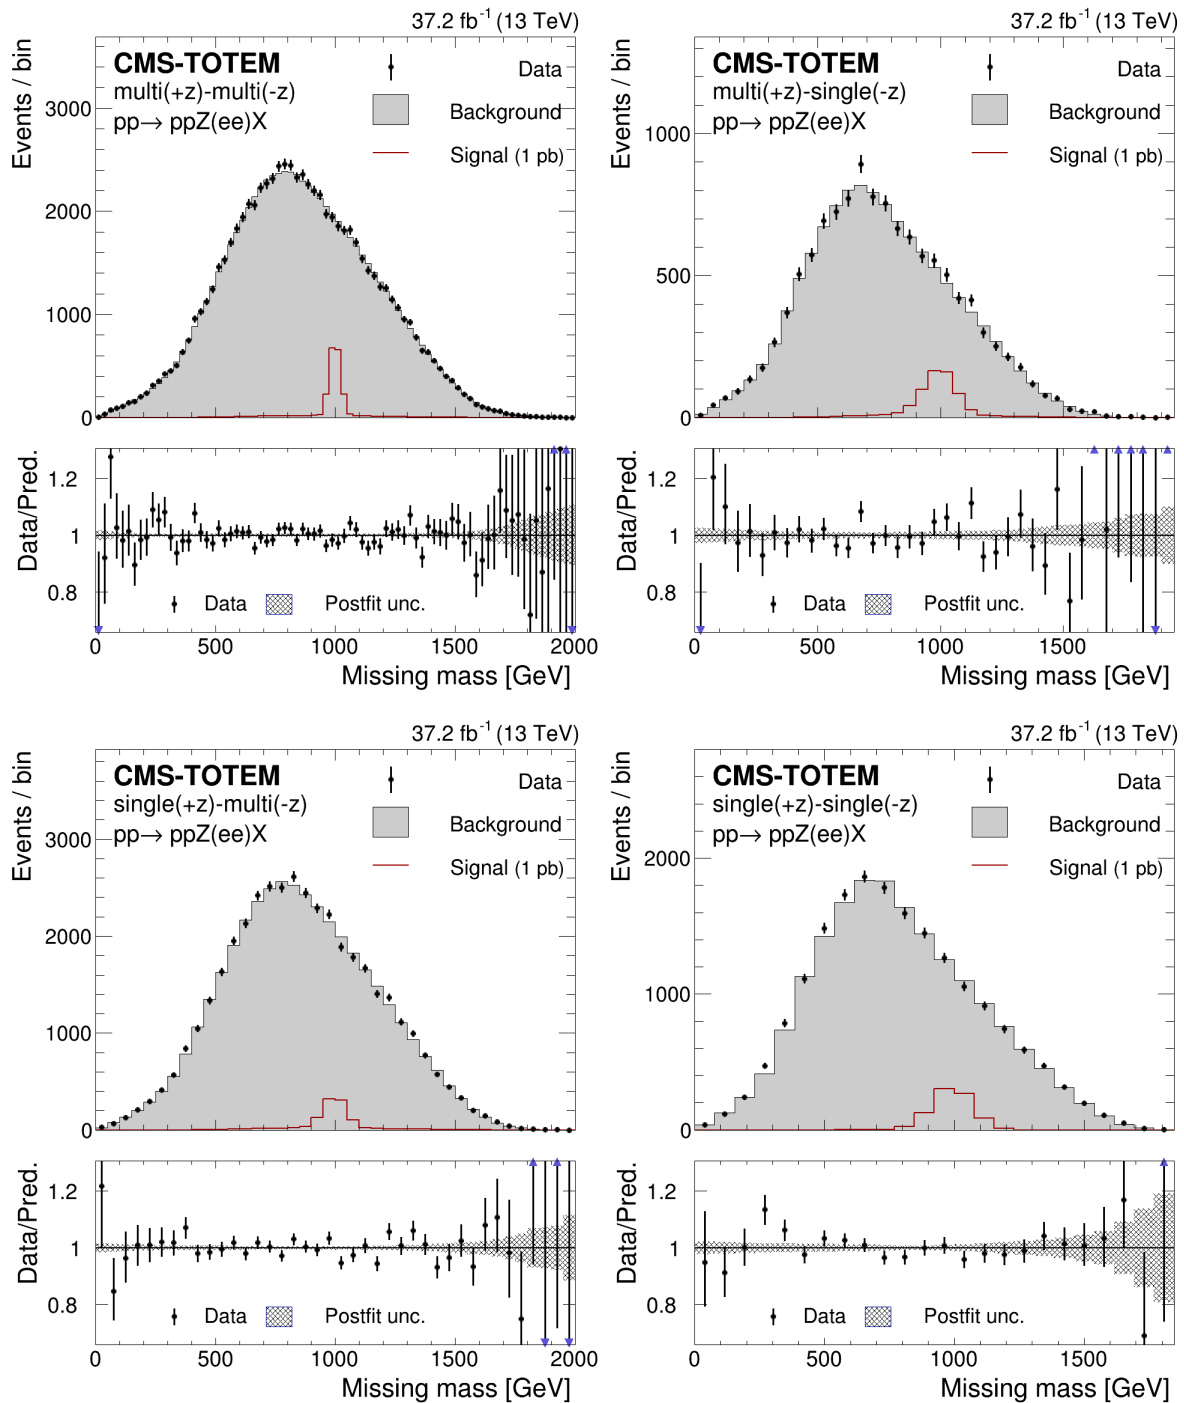 37.2 fb-1 (13 TeV)
Events / bin
CMS-TOTEM
multi(+z)-multi(-z)
pp→ ppZ(ee)X
Data
Background
Signal (1 pb)
3000
2000
1000
0
Data/Pred.
1.2
1
0.8
Data
Postfit unc.
0 500 1000 1500 2000
Missing mass [GeV]
37.2 fb-1 (13 TeV)
Events / bin
CMS-TOTEM
multi(+z)-single(-z)
pp→ ppZ(ee)X
Data
Background
Signal (1 pb)
1000
500
0
Data/Pred.
1.2
1
0.8
Data
Postfit unc.
0 500 1000 1500
Missing mass [GeV]
37.2 fb-1 (13 TeV)
Events / bin
CMS-TOTEM
single(+z)-multi(-z)
pp→ ppZ(ee)X
Data
Background
Signal (1 pb)
3000
2000
1000
0
Data/Pred.
1.2
1
0.8
Data
Postfit unc.
0 500 1000 1500 2000
Missing mass [GeV]
37.2 fb-1 (13 TeV)
Events / bin
CMS-TOTEM
single(+z)-single(-z)
pp→ ppZ(ee)X
Data
Background
Signal (1 pb)
2000
1000
0
Data/Pred.
1.2
1
0.8
Data
Postfit unc.
0 500 1000 1500
Missing mass [GeV]